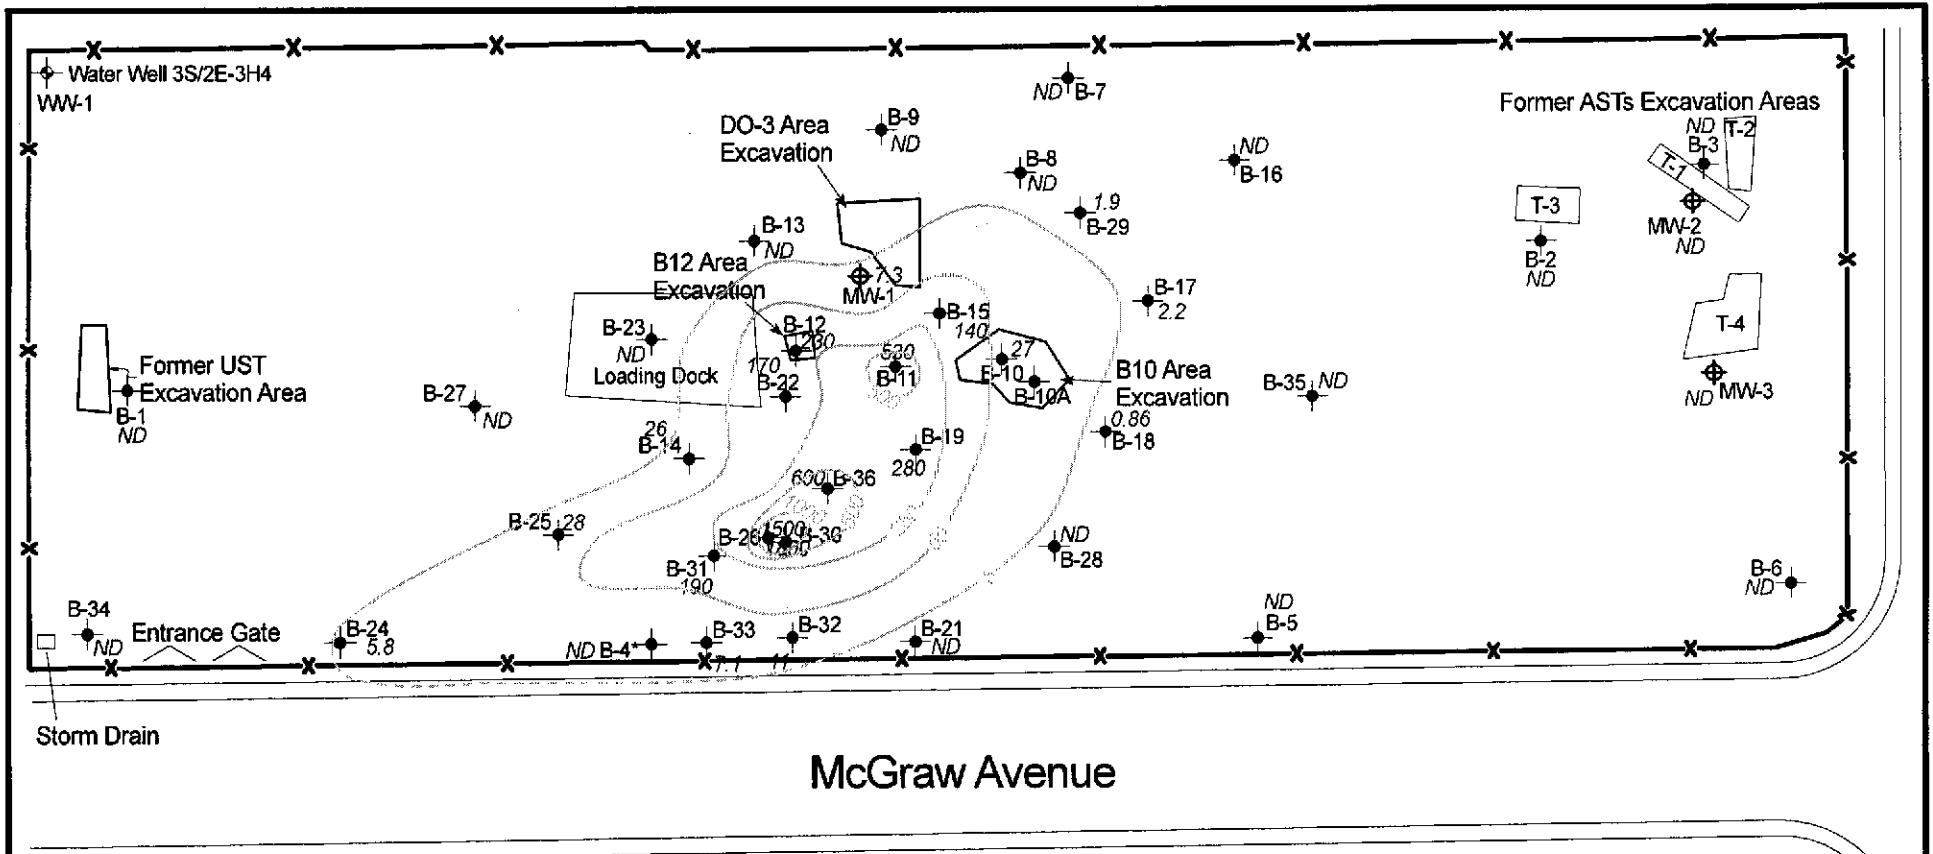 Water Well 3S/2E-3H4
WW-1
ND
B-7
DO-3 Area
Excavation
B-9
ND
B-8
ND
ND
B-16
Former ASTs Excavation Areas
ND
B-3
T-2
T-1
T-3
MW-2
ND
B-2
ND
1.9
B-29
B-13
ND
B12 Area
Excavation
7.3
MW-1
B-17
2.2
B-15
140
T-4
ND
MW-3
B-23
ND
Loading Dock
B-12
230
170
B-22
530
B-11
27
B-10
B-10A
B10 Area
Excavation
B-35
ND
Former UST
Excavation Area
B-1
ND
B-27
ND
26
B-14
0.86
B-18
B-19
280
600
B-36
B-25
28
B-26
1500
B-30
B-31
190
ND
B-28
B-6
ND
B-34
ND
Entrance Gate
B-24
5.8
ND B-4*
B-33
7.1
B-32
11
B-21
ND
ND
B-5
Storm Drain
McGraw Avenue